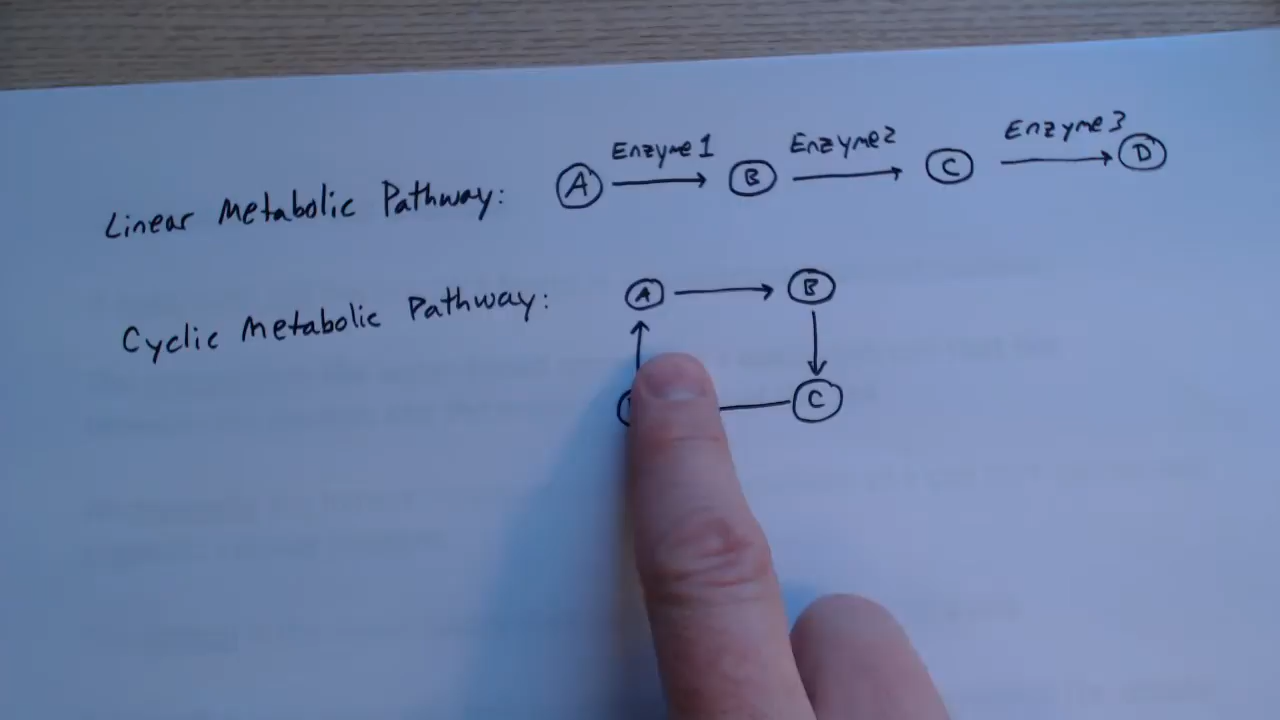 Enzyme 1 Enzyme 2 Enzyme 3
Linear Metabolic Pathway: A B C D
Cyclic Metabolic Pathway: A B
C